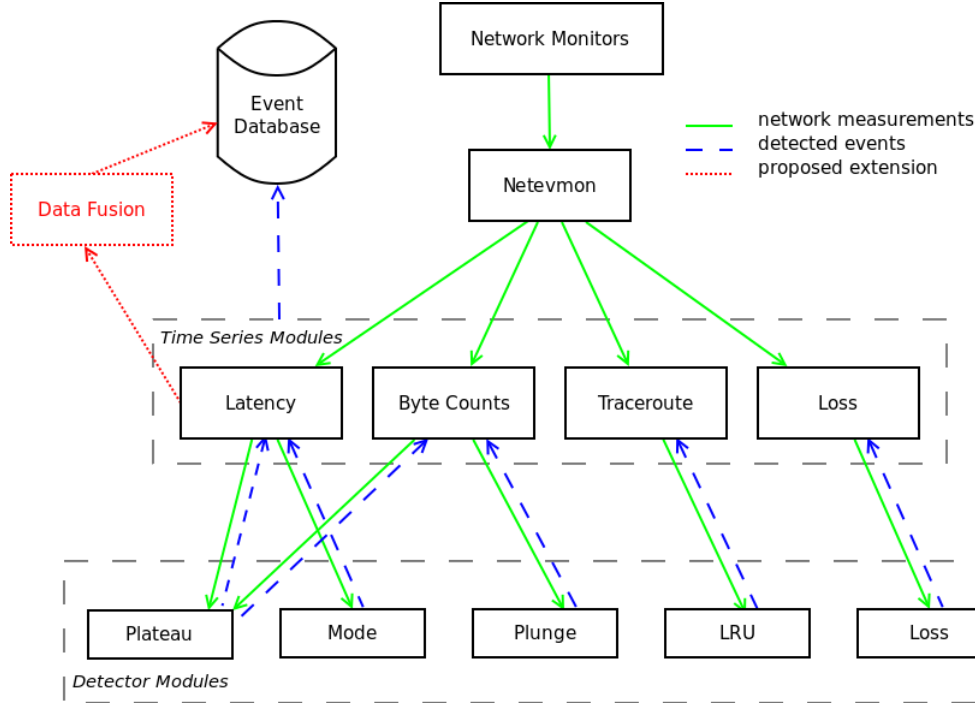 Network Monitors
Event
Database
network measurements
detected events
proposed extension
Netevmon
Data Fusion
Time Series Modules
Latency
Byte Counts
Traceroute
Loss
Plateau
Mode
Plunge
LRU
Loss
Detector Modules